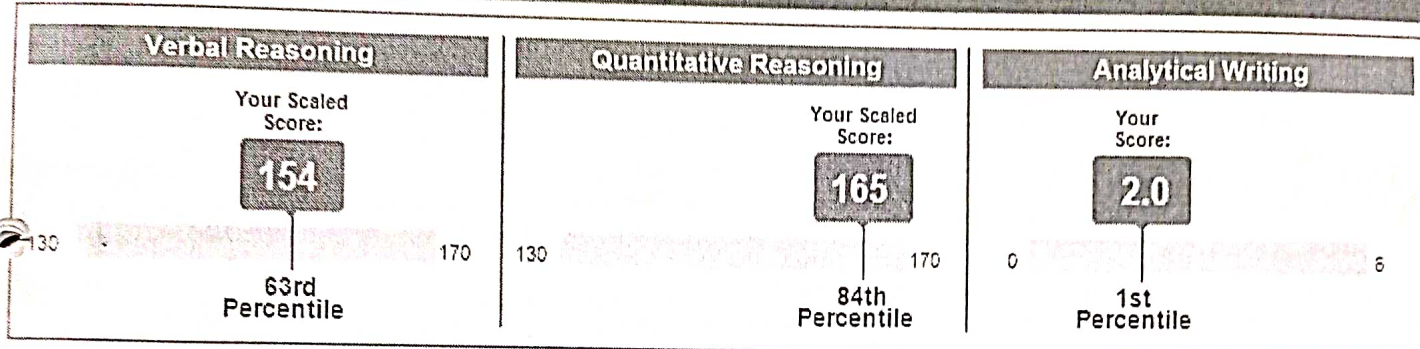 Verbal Reasoning
Your Scaled
Score:
154
130
170
63rd
Percentile
Quantitative Reasoning
Your Scaled
Score:
165
130
170
84th
Percentile
Analytical Writing
Your
Score:
2.0
0
6
1st
Percentile